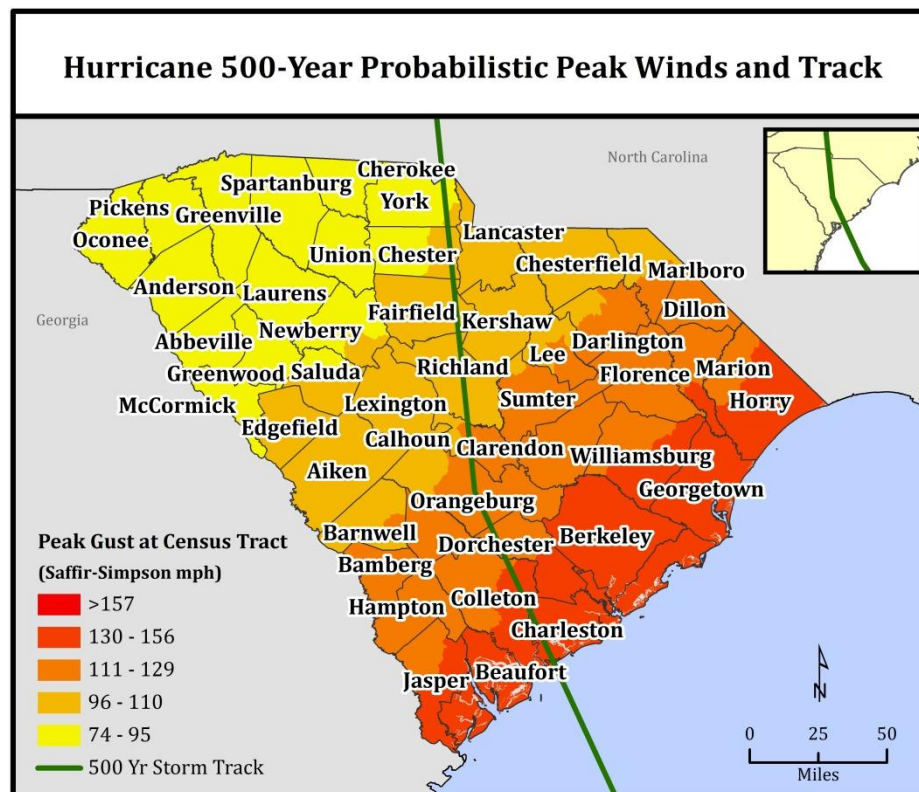 Hurricane 500-Year Probabilistic Peak Winds and Track
North Carolina
Cherokee
Spartanburg
York
Pickens
Greenville
Oconee
Lancaster
Union
Chester
Chesterfield
Marlboro
Anderson
Laurens
Dillon
Georgia
Fairfield
Newberry
Kershaw
Abbeville
Darlington
Lee
Richland
Marion
Greenwood
Saluda
Florence
McCormick
Lexington
Sumter
Horry
Edgefield
Calhoun
Clarendon
Williamsburg
Aiken
Georgetown
Orangeburg
Barnwell
Dorchester
Berkeley
Bamberg
Hampton
Colleton
Charleston
Jasper
Beaufort
Peak Gust at Census Tract
(Saffir-Simpson mph)
>157
130 - 156
111 - 129
96 - 110
74 - 95
500 Yr Storm Track
N
0 25 50
Miles